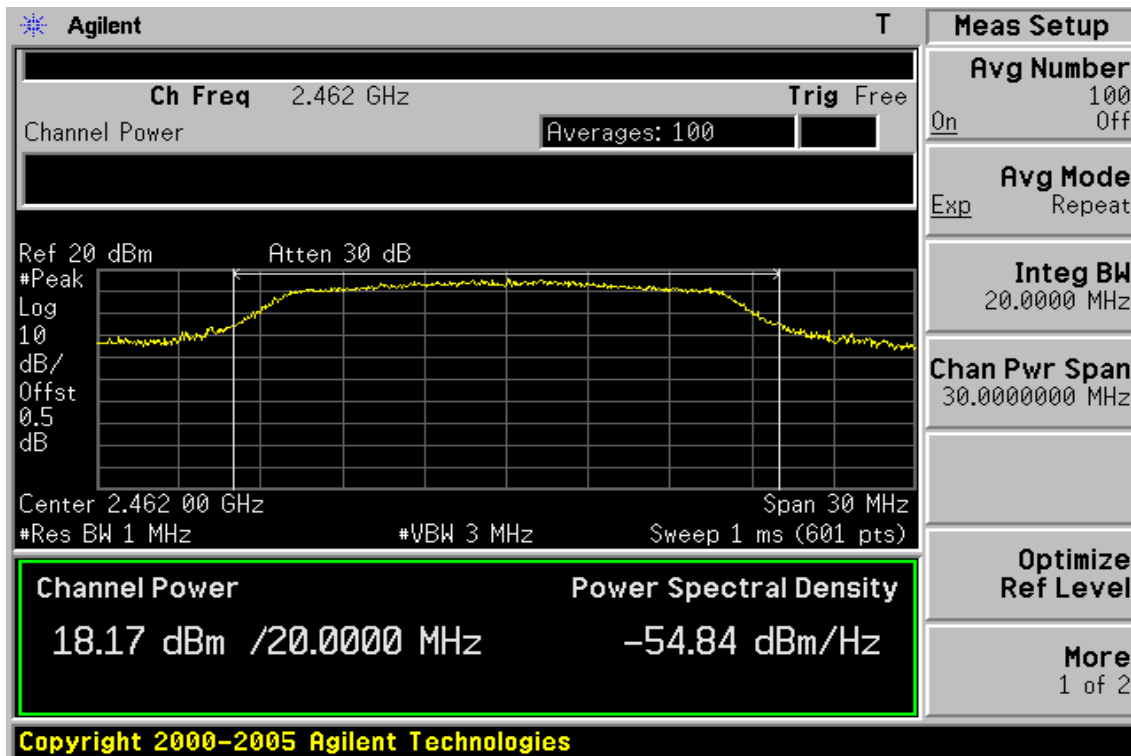 Agilent T
Ch Freq 2.462 GHz Trig Free
Channel Power Averages: 100
Ref 20 dBm Atten 30 dB
#Peak
Log
10
dB/
Offst
0.5
dB
Center 2.462 00 GHz Span 30 MHz
#Res BW 1 MHz #VBW 3 MHz Sweep 1 ms (601 pts)
Channel Power Power Spectral Density
18.17 dBm /20.0000 MHz -54.84 dBm/Hz
Copyright 2000-2005 Agilent Technologies
Meas Setup
Avg Number
100
On Off
Avg Mode
Exp Repeat
Integ BW
20.0000 MHz
Chan Pwr Span
30.0000000 MHz
Optimize
Ref Level
More
1 of 2